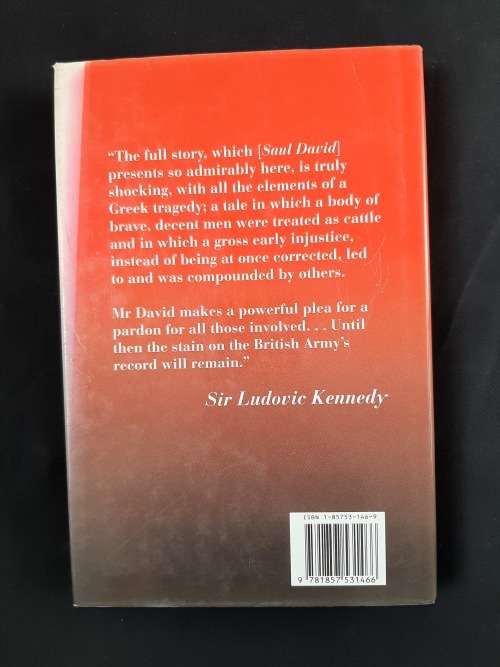 “The full story, which [Saul David]
presents so admirably here, is truly
shocking, with all the elements of a
Greek tragedy; a tale in which a body of
brave, decent men were treated as cattle
and in which a gross early injustice,
instead of being at once corrected, led
to and was compounded by others.
Mr David makes a powerful plea for a
pardon for all those involved. . . Until
then the stain on the British Army’s
record will remain.”
Sir Ludovic Kennedy
ISBN 1-85753-146-9
9 781857 531466